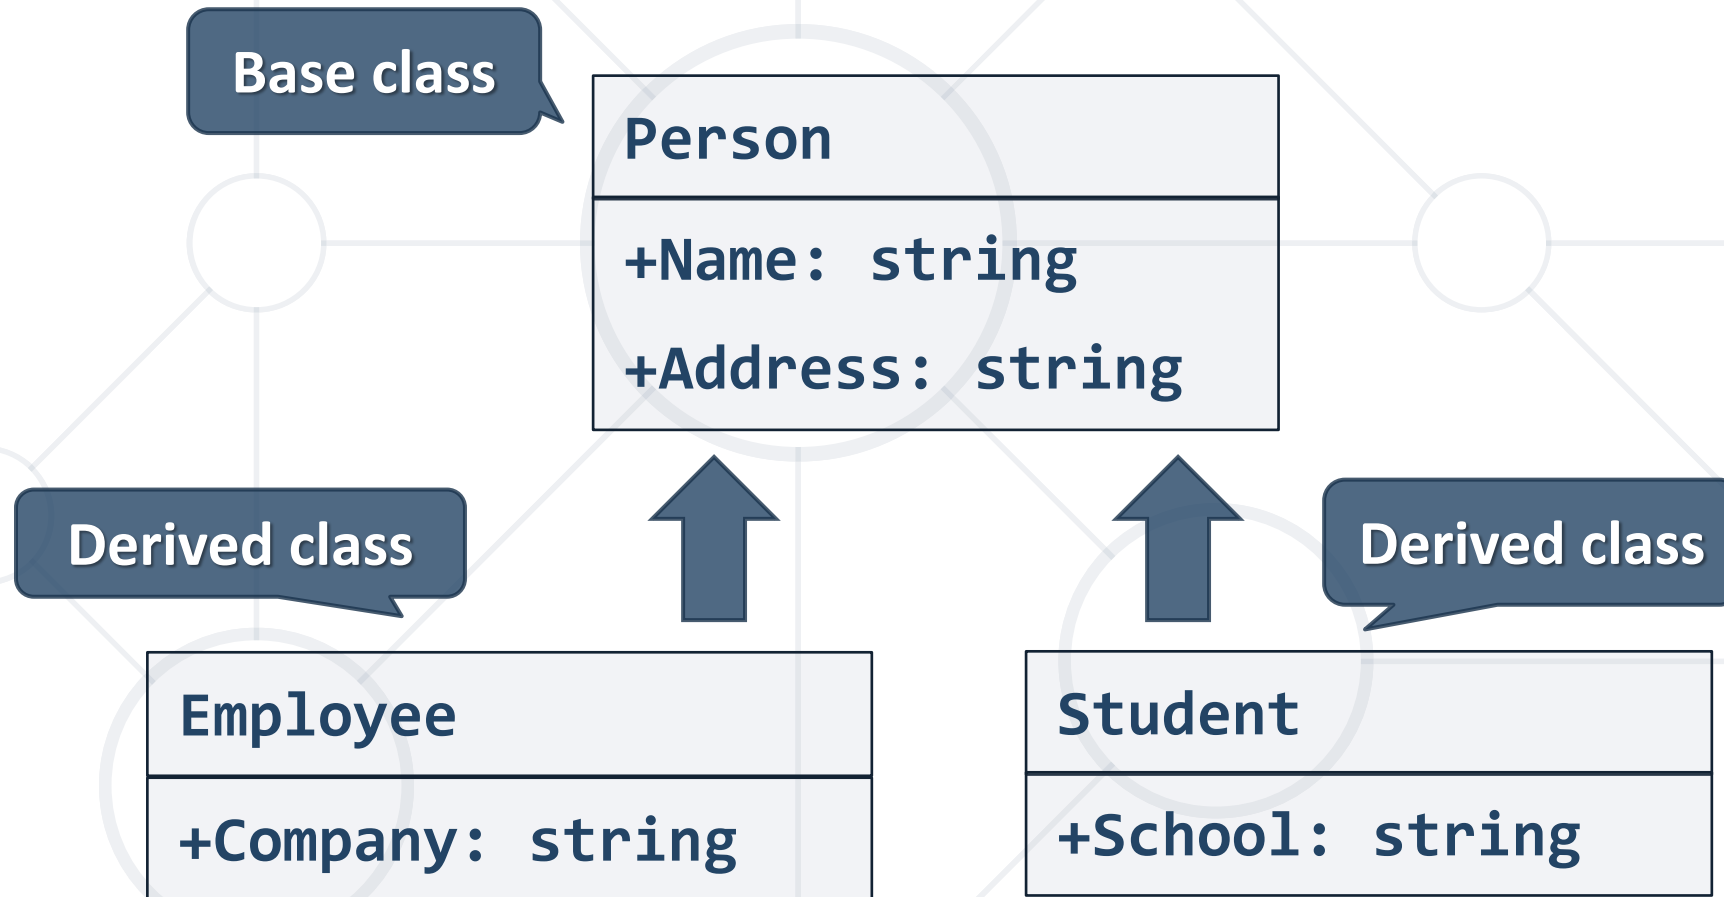 Base class
Person
+Name: string
+Address: string
Derived class
Derived class
Employee
+Company: string
Student
+School: string